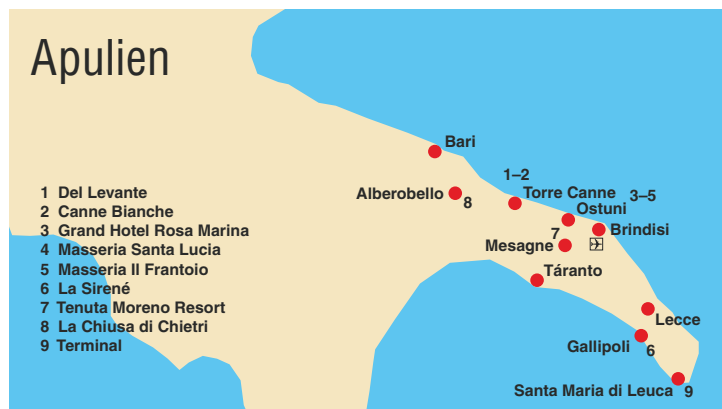 Apulien
Bari
1–2
Alberobello
8
Torre Canne
3–5
Ostuni
7
Brindisi
Mesagne
Táranto
1 Del Levante
2 Canne Bianche
3 Grand Hotel Rosa Marina
4 Masseria Santa Lucia
5 Masseria Il Frantoio
6 La Sirené
7 Tenuta Moreno Resort
8 La Chiusa di Chietri
9 Terminal
Lecce
Gallipoli
6
Santa Maria di Leuca
9